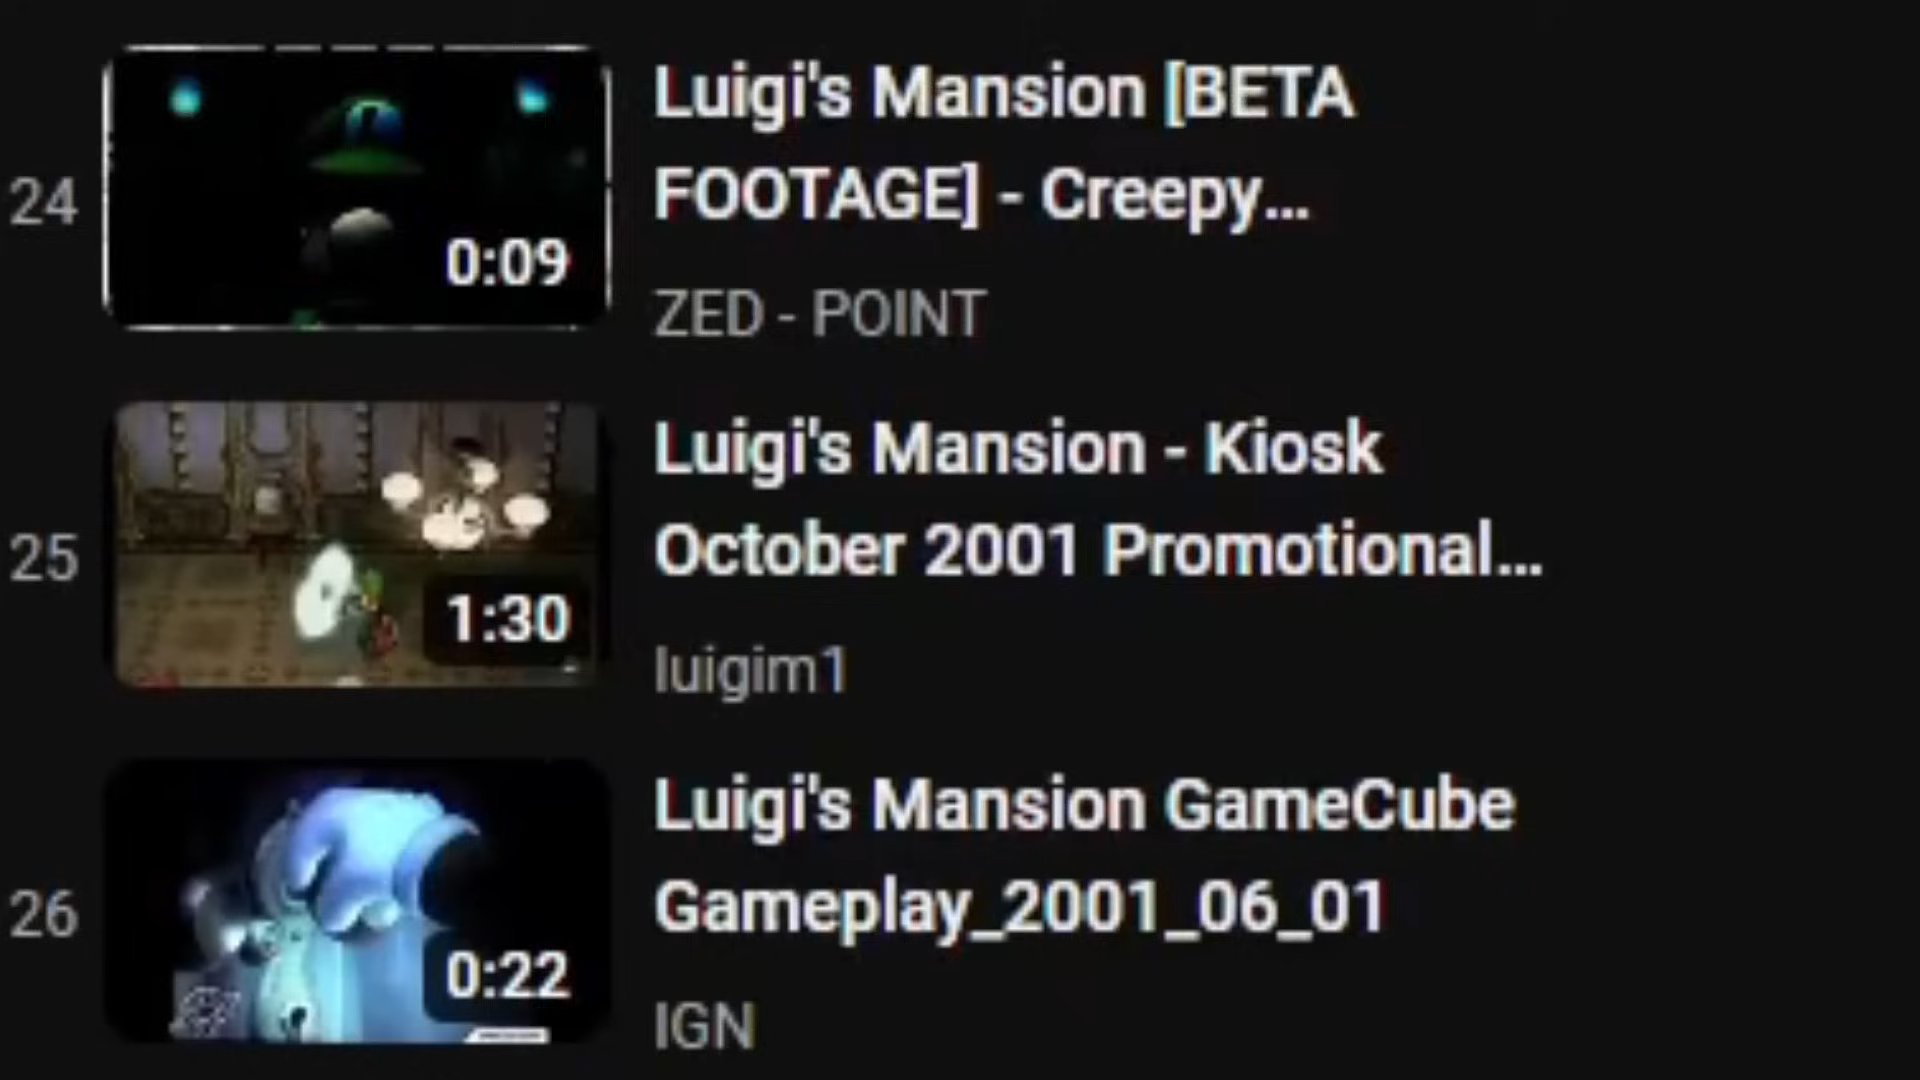 24
0:09
Luigi's Mansion [BETA
FOOTAGE] - Creepy...
ZED - POINT
25
1:30
Luigi's Mansion - Kiosk
October 2001 Promotional...
luigim1
26
0:22
Luigi's Mansion GameCube
Gameplay_2001_06_01
IGN